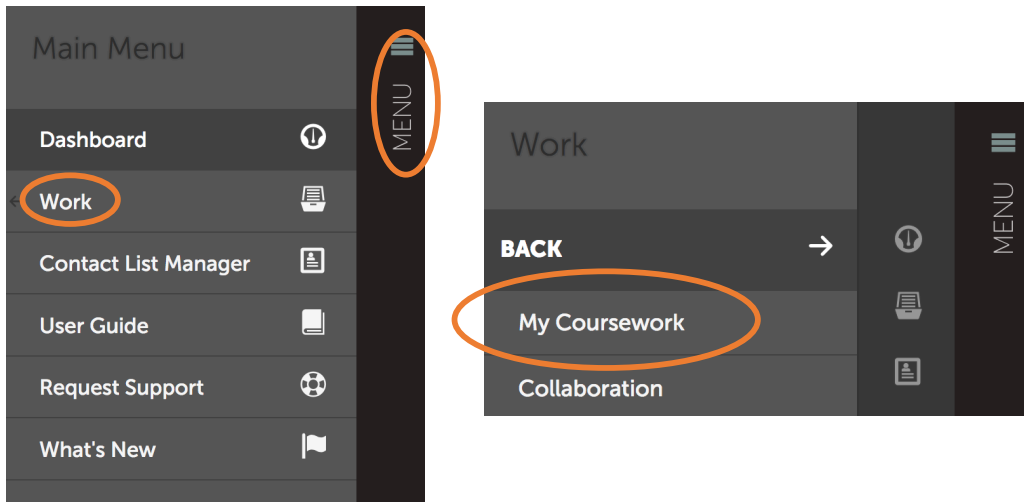 Main Menu
MENU
Dashboard
Work
Contact List Manager
User Guide
Request Support
What's New
Work
MENU
BACK
My Coursework
Collaboration